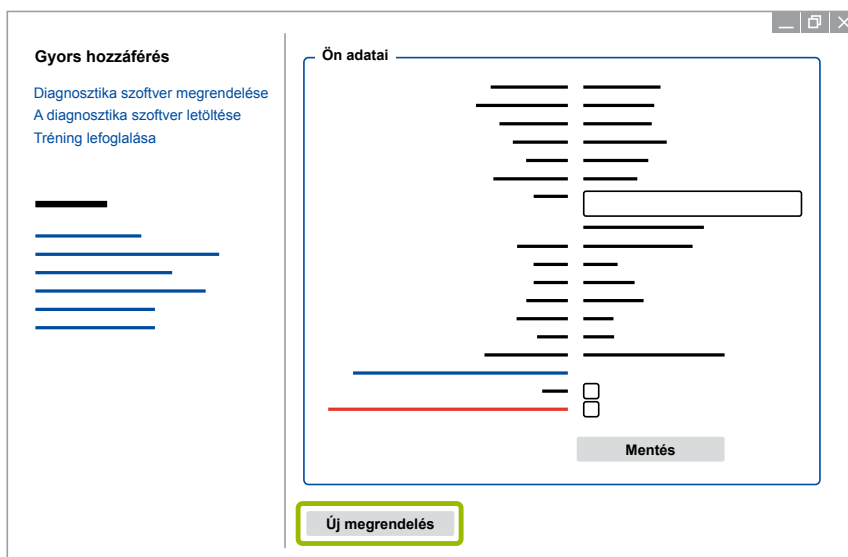 Gyors hozzáférés
Diagnosztika szoftver megrendelése
A diagnosztika szoftver letöltése
Tréning lefoglalása
Ön adatai
Mentés
Új megrendelés